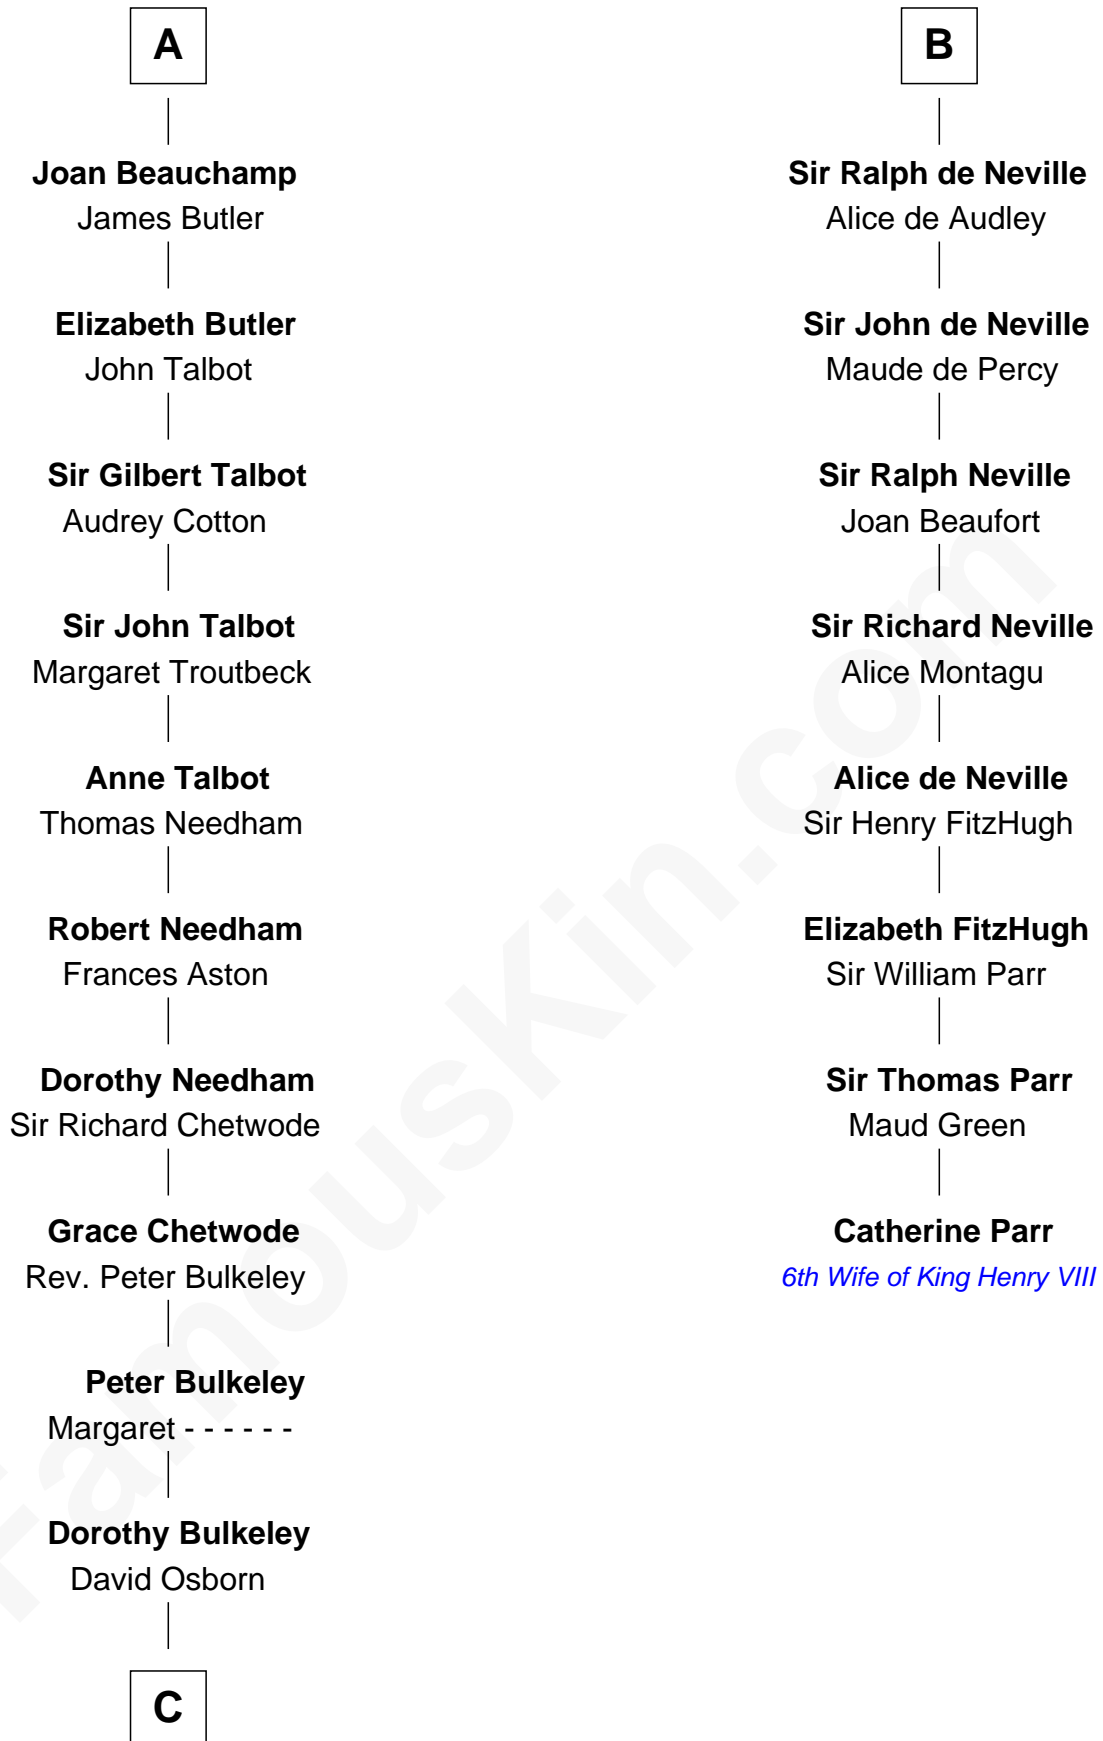 A
Joan Beauchamp
James Butler
Elizabeth Butler
John Talbot
Sir Gilbert Talbot
Audrey Cotton
Sir John Talbot
Margaret Troutbeck
Anne Talbot
Thomas Needham
Robert Needham
Frances Aston
Dorothy Needham
Sir Richard Chetwode
Grace Chetwode
Rev. Peter Bulkeley
Peter Bulkeley
Margaret - - - - - -
Dorothy Bulkeley
David Osborn
C
B
Sir Ralph de Neville
Alice de Audley
Sir John de Neville
Maude de Percy
Sir Ralph Neville
Joan Beaufort
Sir Richard Neville
Alice Montagu
Alice de Neville
Sir Henry FitzHugh
Elizabeth FitzHugh
Sir William Parr
Sir Thomas Parr
Maud Green
Catherine Parr
6th Wife of King Henry VIII
FamousKin.com